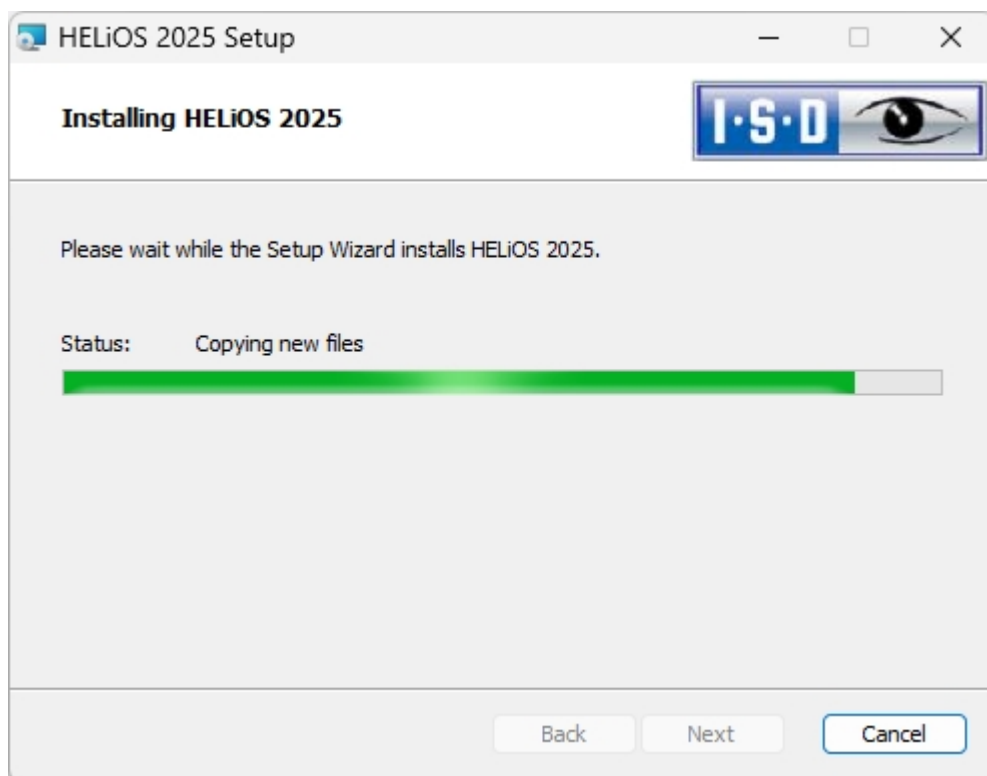 HELiOS 2025 Setup
Installing HELiOS 2025
I·S·D
Please wait while the Setup Wizard installs HELiOS 2025.
Status: Copying new files
Back Next Cancel